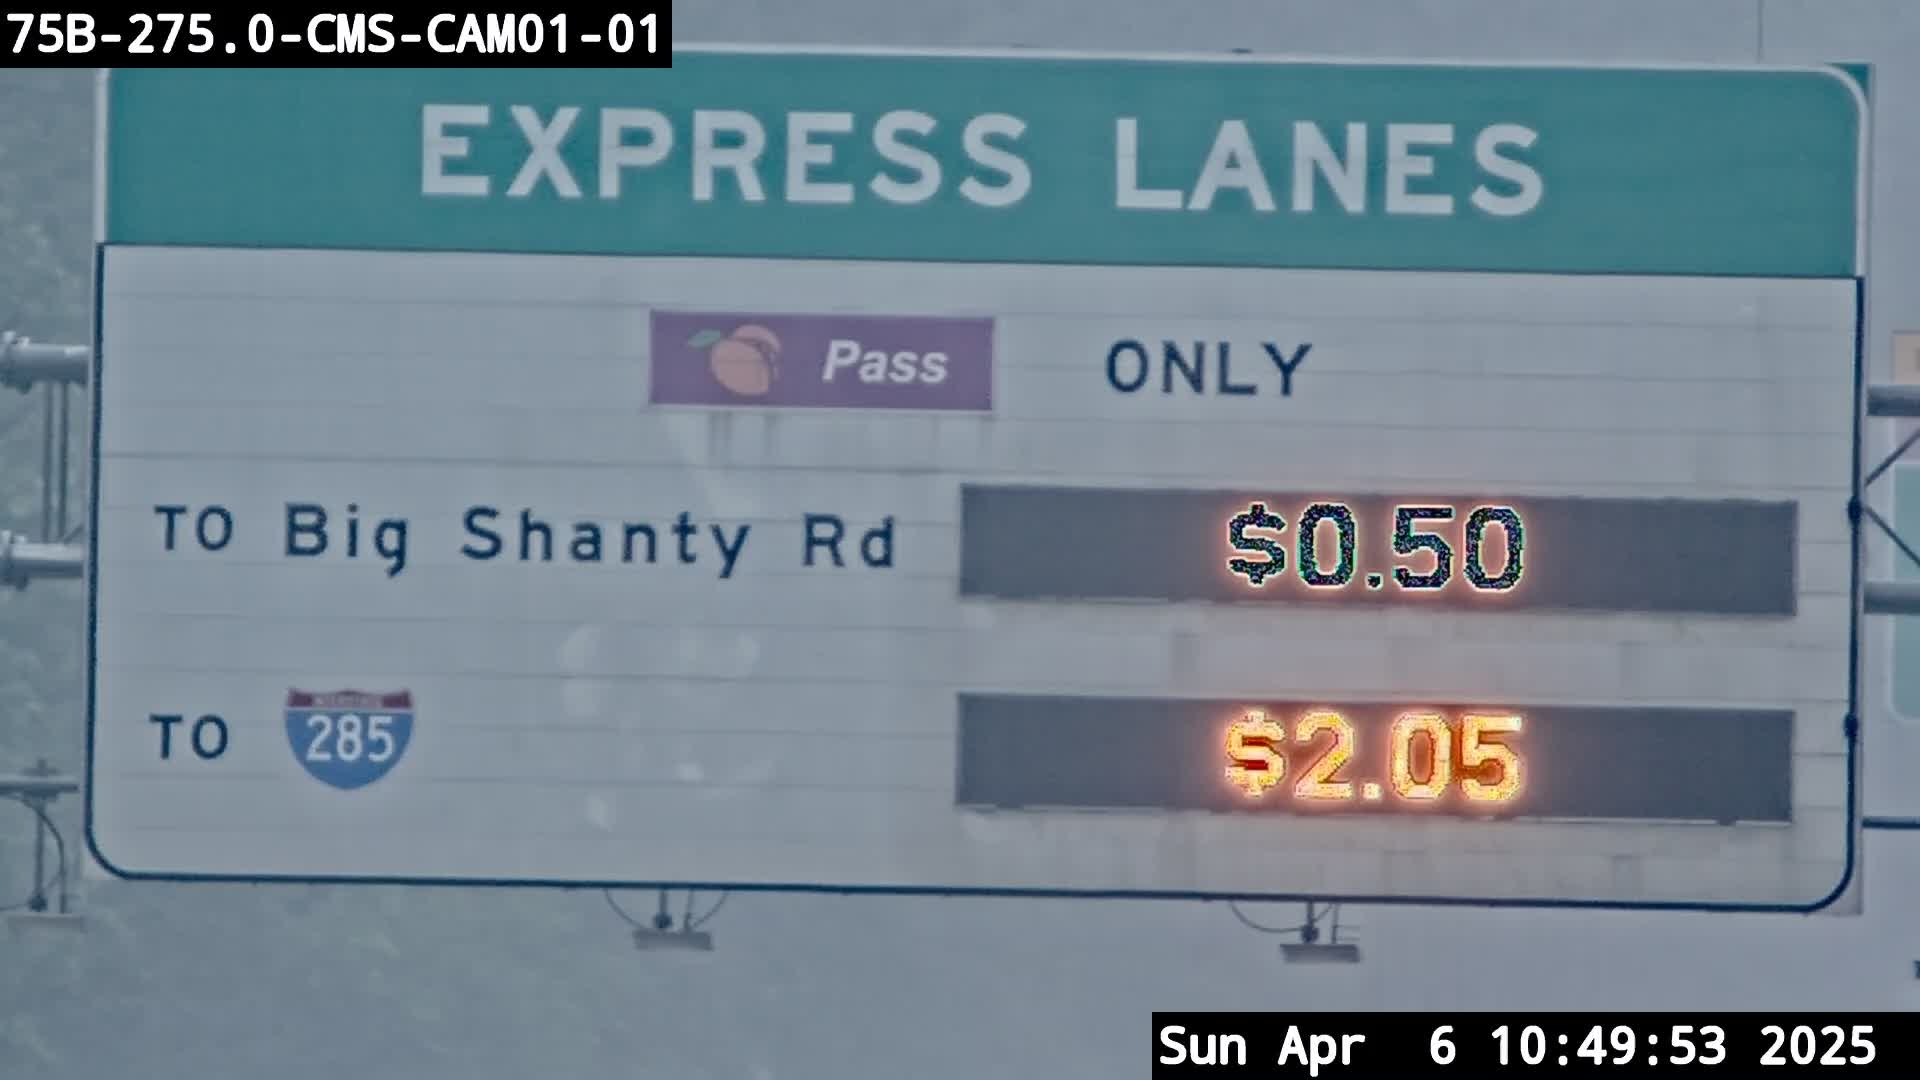 75B-275.0-CMS-CAM01-01
EXPRESS LANES
Pass ONLY
TO Big Shanty Rd $0.50
TO 285 $2.05
Sun Apr 6 10:49:53 2025